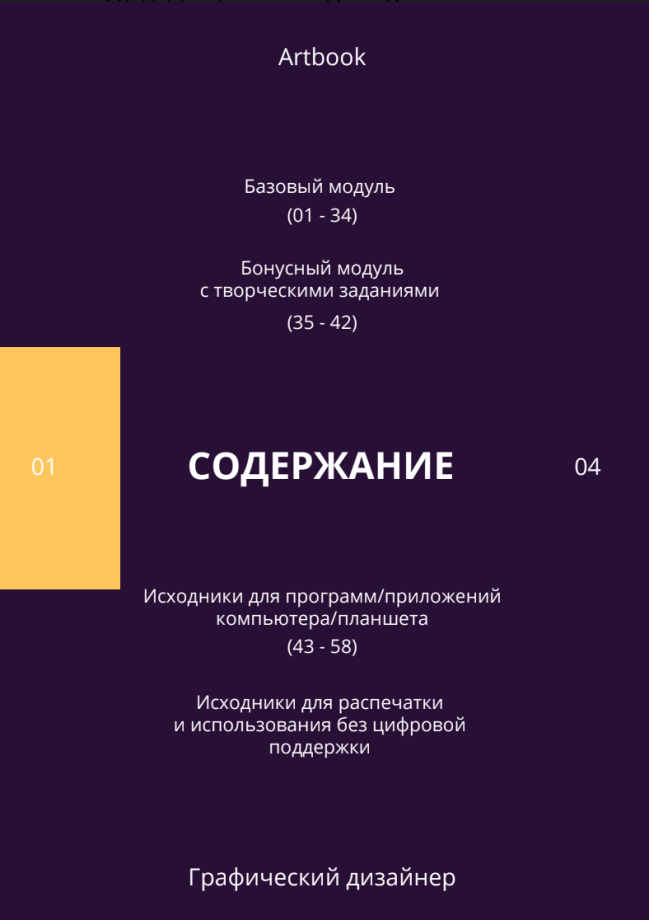 Artbook
Базовый модуль
(01 - 34)
Бонусный модуль
с творческими заданиями
(35 - 42)
01
СОДЕРЖАНИЕ
04
Исходники для программ/приложений
компьютера/планшета
(43 - 58)
Исходники для распечатки
и использования без цифровой
поддержки
Графический дизайнер